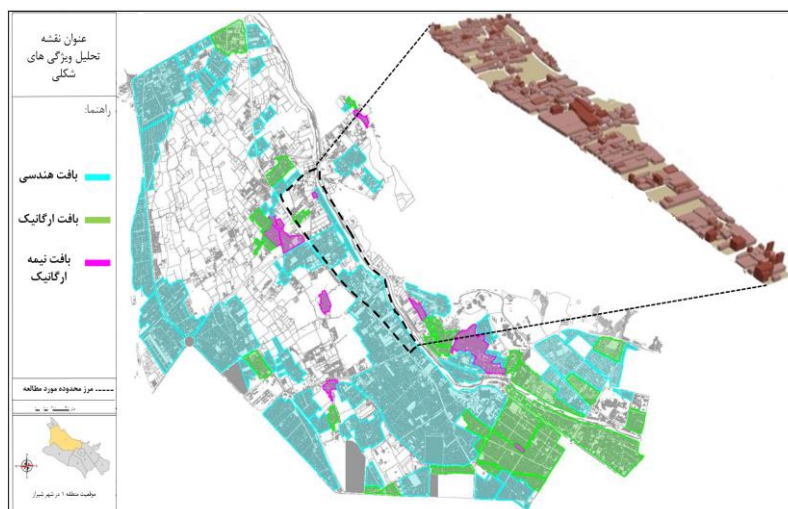 عنوان نقشه
تحلیل ویژگی های
شکلی
راهنما:
بافت هندسی
بافت ارگانیک
بافت نیمه
ارگانیک
مرز محدوده مورد مطالعه
موقعیت منطقه ۱ در شهر شیراز